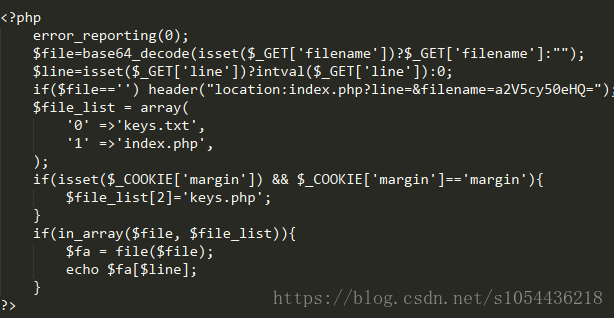 <?php
    error_reporting(0);
    $file=base64_decode(isset($_GET['filename'])?$_GET['filename']:"");
    $line=isset($_GET['line'])?intval($_GET['line']):0;
    if($file=='') header("location:index.php?line=&filename=a2V5cy50eHQ=");
    $file_list = array(
        '0' =>'keys.txt',
        '1' =>'index.php',
    );
    if(isset($_COOKIE['margin']) && $_COOKIE['margin']=='margin'){
        $file_list[2]='keys.php';
    }
    if(in_array($file, $file_list)){
        $fa = file($file);
        echo $fa[$line];
    }
?>
https://blog.csdn.net/s1054436218